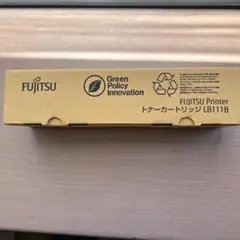 FUJITSU
Green
Policy
Innovation
FUJITSU Printer
トナーカートリッジ LB111B